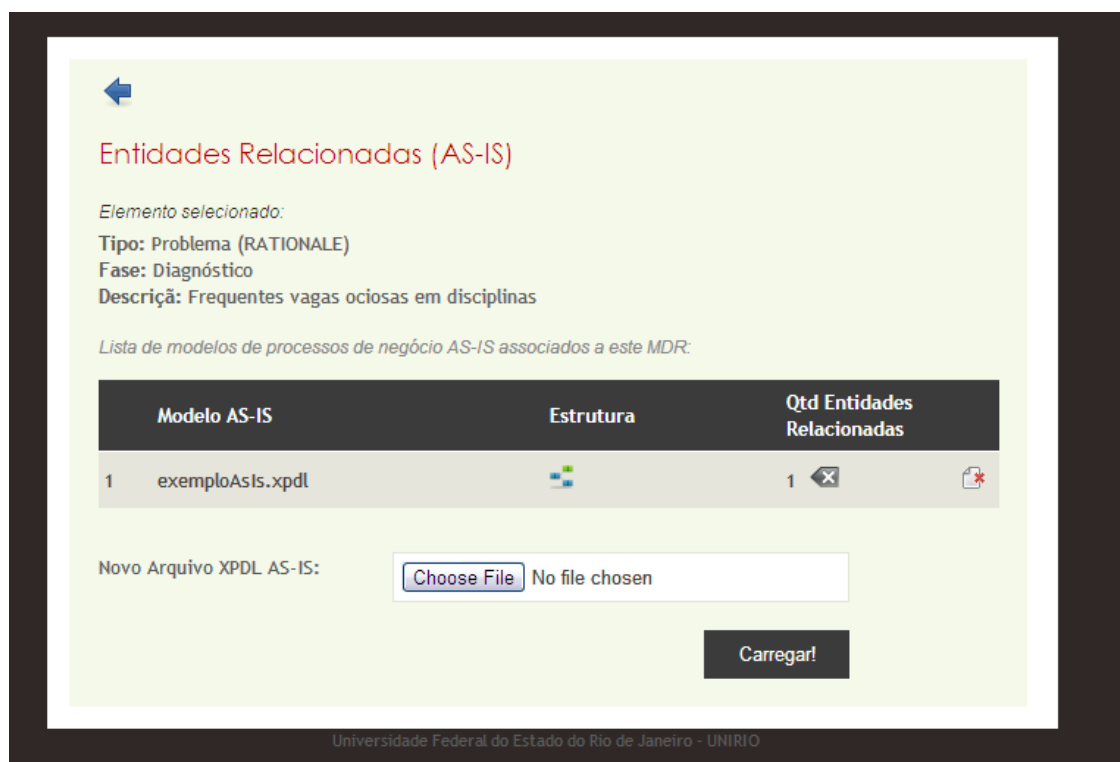 Entidades Relacionadas (AS-IS)
Elemento selecionado:
Tipo: Problema (RATIONALE)
Fase: Diagnóstico
Descriçã: Frequentes vagas ociosas em disciplinas
Lista de modelos de processos de negócio AS-IS associados a este MDR:
Modelo AS-IS Estrutura Qtd Entidades Relacionadas
1 exemploAsIs.xpdl 1
Novo Arquivo XPDL AS-IS: Choose File No file chosen
Carregar!
Universidade Federal do Estado do Rio de Janeiro - UNIRIO